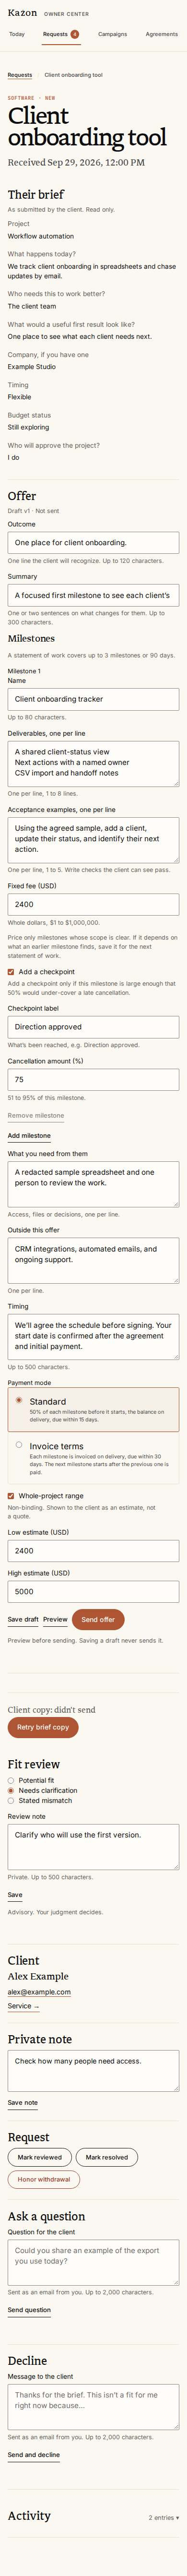 Kazon OWNER CENTER
Today Requests 4 Campaigns Agreements
Requests Client onboarding tool
SOFTWARE · NEW
Client
onboarding tool
Received Sep 29, 2026, 12:00 PM
Their brief
As submitted by the client. Read only.
Project
Workflow automation
What happens today?
We track client onboarding in spreadsheets and chase
updates by email.
Who needs this to work better?
The client team
What would a useful first result look like?
One place to see what each client needs next.
Company, if you have one
Example Studio
Timing
Flexible
Budget status
Still exploring
Who will approve the project?
I do
Offer
Draft v1 · Not sent
Outcome
One place for client onboarding.
One line the client will recognize. Up to 120 characters.
Summary
A focused first milestone to see each client's
One or two sentences on what changes for them. Up to
300 characters.
Milestones
A statement of work covers up to 3 milestones or 90 days.
Milestone 1
Name
Client onboarding tracker
Up to 80 characters.
Deliverables, one per line
A shared client-status view
Next actions with a named owner
CSV import and handoff notes
One per line, 1 to 8 lines.
Acceptance examples, one per line
Using the agreed sample, add a client,
update their status, and identify their next
action.
One per line, 1 to 5. Write checks the client can see pass.
Fixed fee (USD)
2400
Whole dollars, $1 to $1,000,000.
Price only milestones whose scope is clear. If it depends on
what an earlier milestone finds, save it for the next
statement of work.
Add a checkpoint
Add a checkpoint only if this milestone is large enough that
50% would under-cover a late cancellation.
Checkpoint label
Direction approved
What's been reached, e.g. Direction approved.
Cancellation amount (%)
75
51 to 95% of this milestone.
Remove milestone
Add milestone
What you need from them
A redacted sample spreadsheet and one
person to review the work.
Access, files or decisions, one per line.
Outside this offer
CRM integrations, automated emails, and
ongoing support.
One per line.
Timing
We'll agree the schedule before signing. Your
start date is confirmed after the agreement
and initial payment.
Up to 500 characters.
Payment mode
Standard
50% of each milestone before it starts, the balance on
delivery, due within 15 days.
Invoice terms
Each milestone is invoiced on delivery, due within 30
days. The next milestone starts after the previous one is
paid.
Whole-project range
Non-binding. Shown to the client as an estimate, not
a quote.
Low estimate (USD)
2400
High estimate (USD)
5000
Save draft Preview Send offer
Preview before sending. Saving a draft never sends it.
Client copy: didn't send
Retry brief copy
Fit review
Potential fit
Needs clarification
Stated mismatch
Review note
Clarify who will use the first version.
Private. Up to 500 characters.
Save
Advisory. Your judgment decides.
Client
Alex Example
alex@example.com
Service →
Private note
Check how many people need access.
Save note
Request
Mark reviewed Mark resolved
Honor withdrawal
Ask a question
Question for the client
Could you share an example of the export
you use today?
Sent as an email from you. Up to 2,000 characters.
Send question
Decline
Message to the client
Thanks for the brief. This isn't a fit for me
right now because...
Sent as an email from you. Up to 2,000 characters.
Send and decline
Activity 2 entries ▾